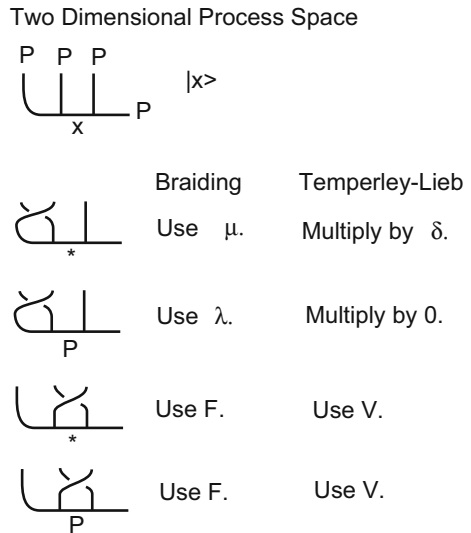 Two Dimensional Process Space
P P P
|x>
P
x
Braiding Temperley-Lieb
Use μ. Multiply by δ.
*
Use λ. Multiply by 0.
P
Use F. Use V.
*
Use F. Use V.
P